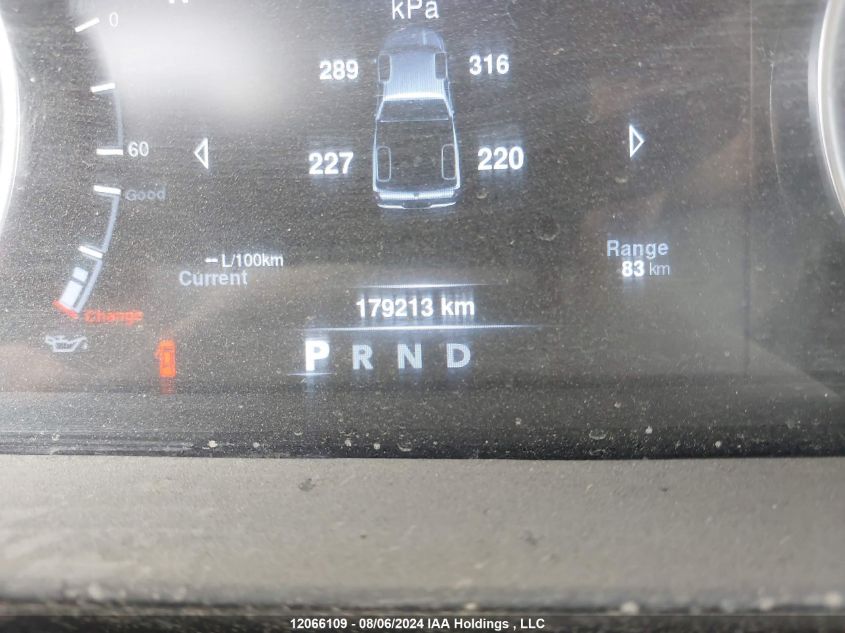 kPa
0
289 316
60
227 220
Good
-- L/100km
Current
Range
83 km
179213 km
Change
P R N D
12066109 - 08/06/2024 IAA Holdings , LLC